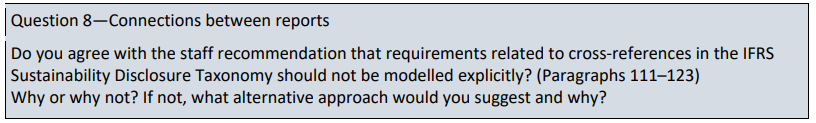 Question 8—Connections between reports
Do you agree with the staff recommendation that requirements related to cross-references in the IFRS
Sustainability Disclosure Taxonomy should not be modelled explicitly? (Paragraphs 111–123)
Why or why not? If not, what alternative approach would you suggest and why?